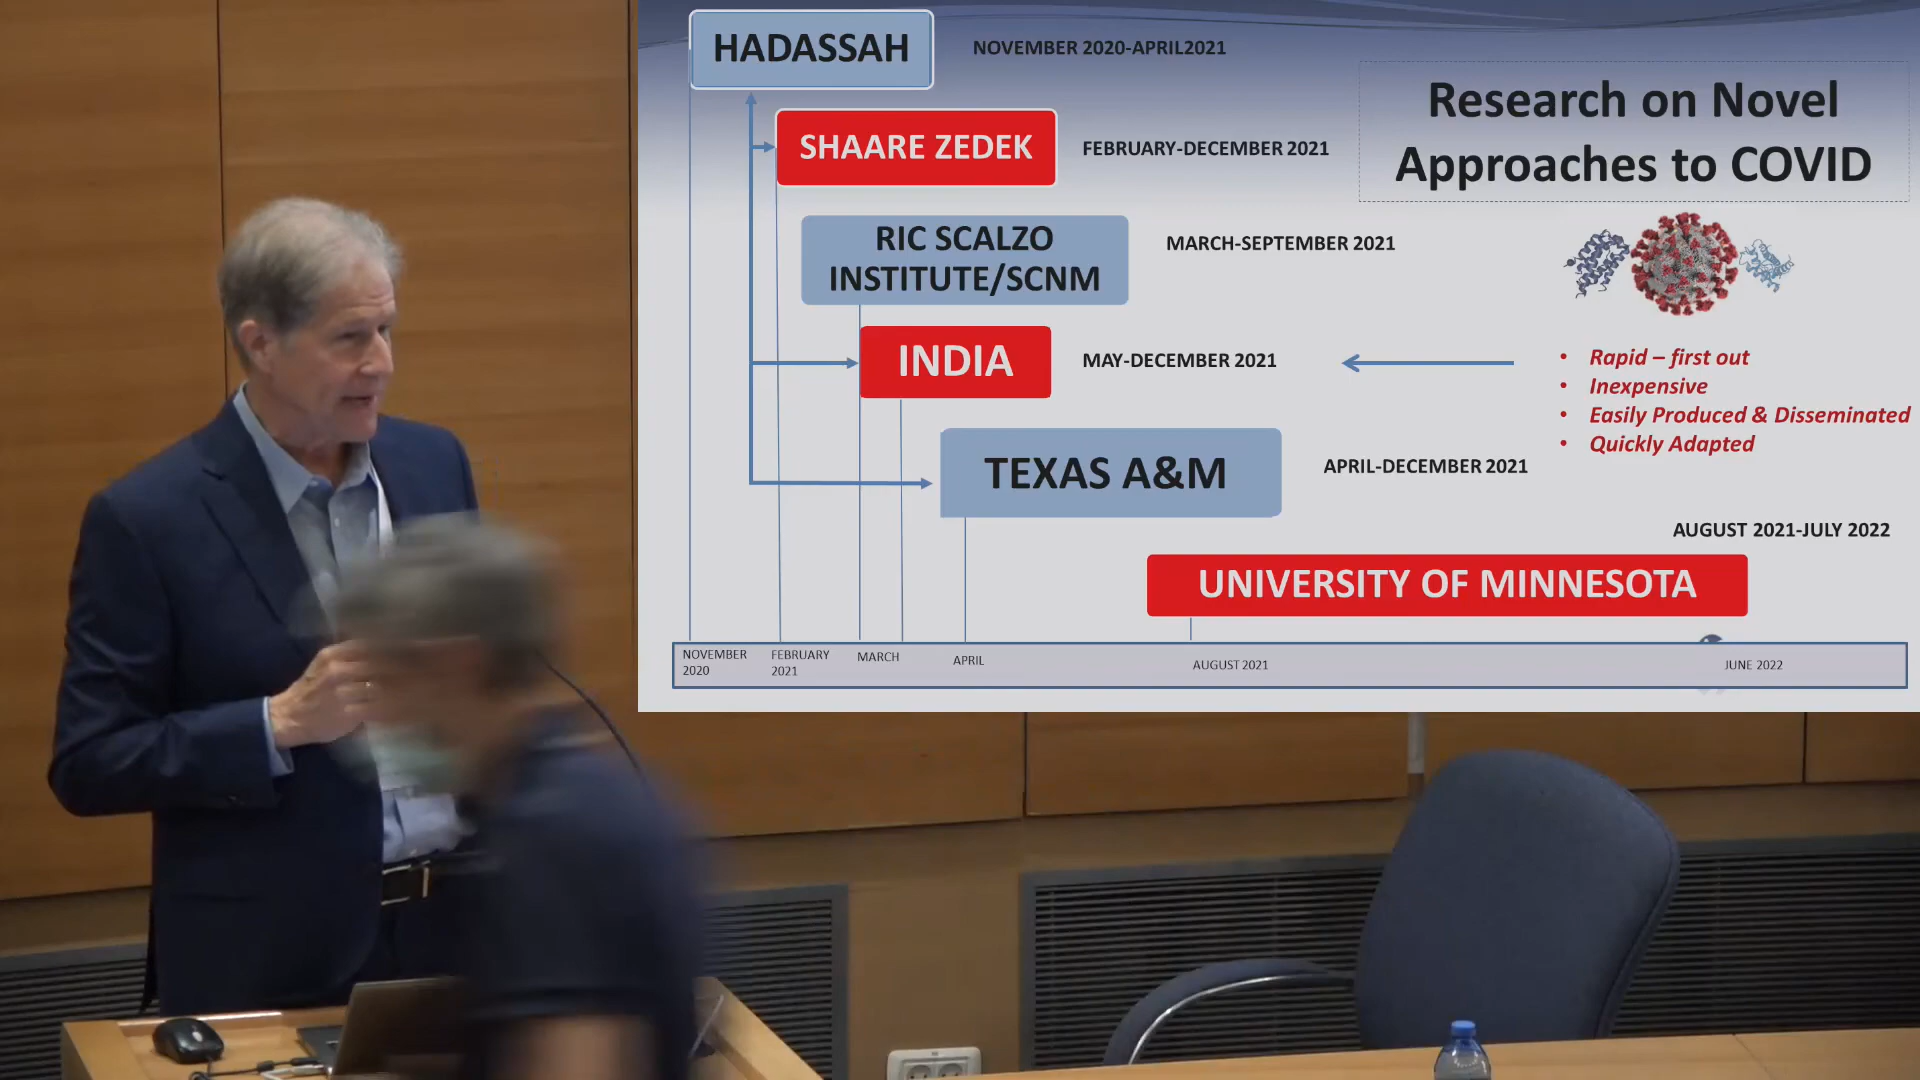 HADASSAH
NOVEMBER 2020-APRIL2021
Research on Novel
Approaches to COVID
SHAARE ZEDEK
FEBRUARY-DECEMBER 2021
RIC SCALZO
INSTITUTE/SCNM
MARCH-SEPTEMBER 2021
INDIA
MAY-DECEMBER 2021
• Rapid – first out
• Inexpensive
• Easily Produced & Disseminated
• Quickly Adapted
TEXAS A&M
APRIL-DECEMBER 2021
AUGUST 2021-JULY 2022
UNIVERSITY OF MINNESOTA
NOVEMBER
2020
FEBRUARY
2021
MARCH
APRIL
AUGUST 2021
JUNE 2022